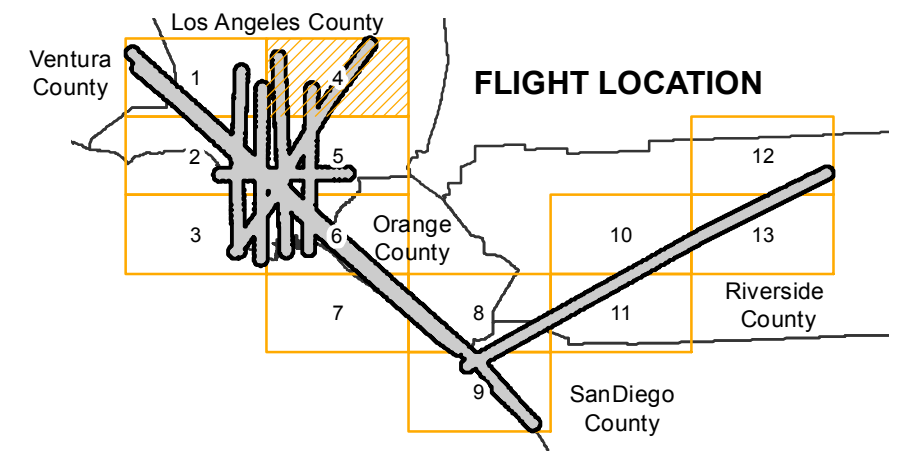 Los Angeles County
Ventura
County
1
4
FLIGHT LOCATION
2
5
12
3
6
Orange
County
10
13
7
8
11
Riverside
County
9
SanDiego
County